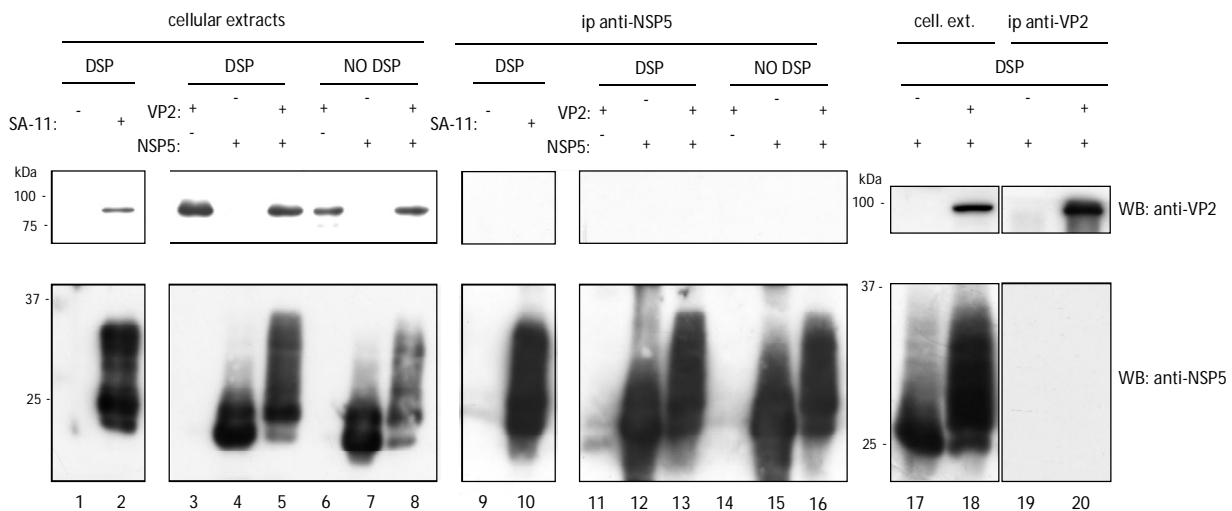 cellular extracts ip anti-NSP5 cell. ext. ip anti-VP2
DSP DSP NO DSP DSP DSP NO DSP DSP
SA-11: - + VP2: + - + + - + SA-11: - + VP2: + - + + - + - + - +
NSP5: - + + - + + NSP5: - + + - + + + + + +
kDa kDa
100 - 100 - WB: anti-VP2
75 -
37 - 37 -
25 - 25 - WB: anti-NSP5
1 2 3 4 5 6 7 8 9 10 11 12 13 14 15 16 17 18 19 20